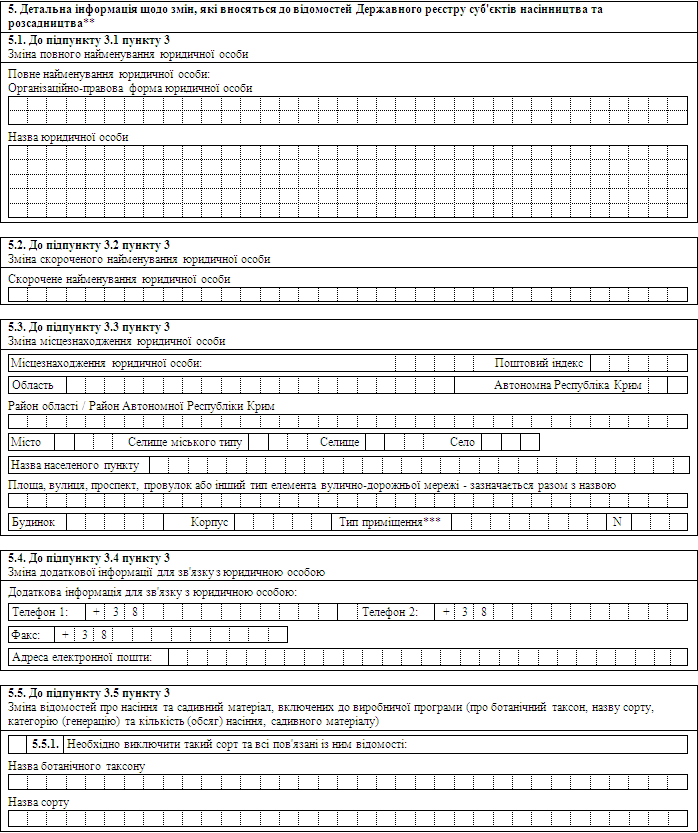 5. Детальна інформація щодо змін, які вносяться до відомостей Державного реєстру суб'єктів насінництва та
розсадництва**
5.1. До підпункту 3.1 пункту 3
Зміна повного найменування юридичної особи
Повне найменування юридичної особи:
Організаційно-правова форма юридичної особи
Назва юридичної особи
5.2. До підпункту 3.2 пункту 3
Зміна скороченого найменування юридичної особи
Скорочене найменування юридичної особи
5.3. До підпункту 3.3 пункту 3
Зміна місцезнаходження юридичної особи
Місцезнаходження юридичної особи: Поштовий індекс
Область Автономна Республіка Крим
Район області / Район Автономної Республіки Крим
Місто Селище міського типу Селище Село
Назва населеного пункту
Площа, вулиця, проспект, провулок або інший тип елемента вулично-дорожньої мережі - зазначається разом з назвою
Будинок Корпус Тип приміщення*** N
5.4. До підпункту 3.4 пункту 3
Зміна додаткової інформації для зв'язку з юридичною особою
Додаткова інформація для зв'язку з юридичною особою:
Телефон 1: + 3 8 Телефон 2: + 3 8
Факс: + 3 8
Адреса електронної пошти:
5.5. До підпункту 3.5 пункту 3
Зміна відомостей про насіння та садивний матеріал, включених до виробничої програми (про ботанічний таксон, назву сорту,
категорію (генерацію) та кількість (обсяг) насіння, садивного матеріалу)
5.5.1. Необхідно виключити такий сорт та всі пов'язані із ним відомості:
Назва ботанічного таксону
Назва сорту